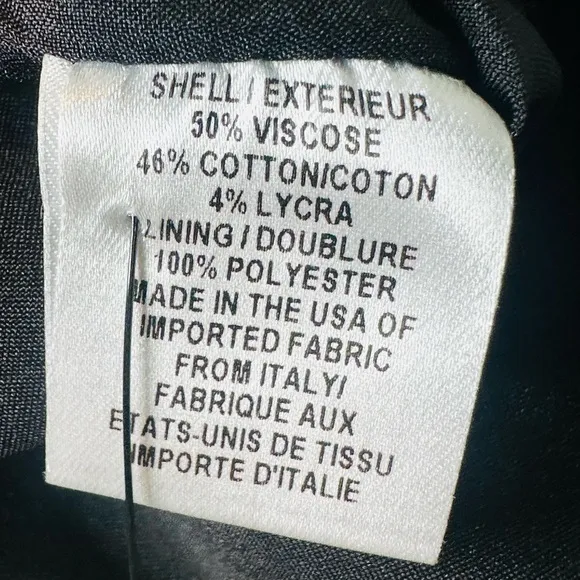 SHELL / EXTERIEUR
50% VISCOSE
46% COTTON/COTON
4% LYCRA
LINING / DOUBLURE
100% POLYESTER
MADE IN THE USA OF
IMPORTED FABRIC
FROM ITALY/
FABRIQUE AUX
ETATS-UNIS DE TISSU
IMPORTE D'ITALIE